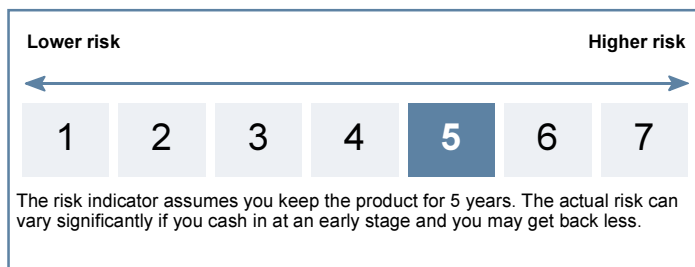 Lower risk Higher risk
1 2 3 4 5 6 7
The risk indicator assumes you keep the product for 5 years. The actual risk can
vary significantly if you cash in at an early stage and you may get back less.